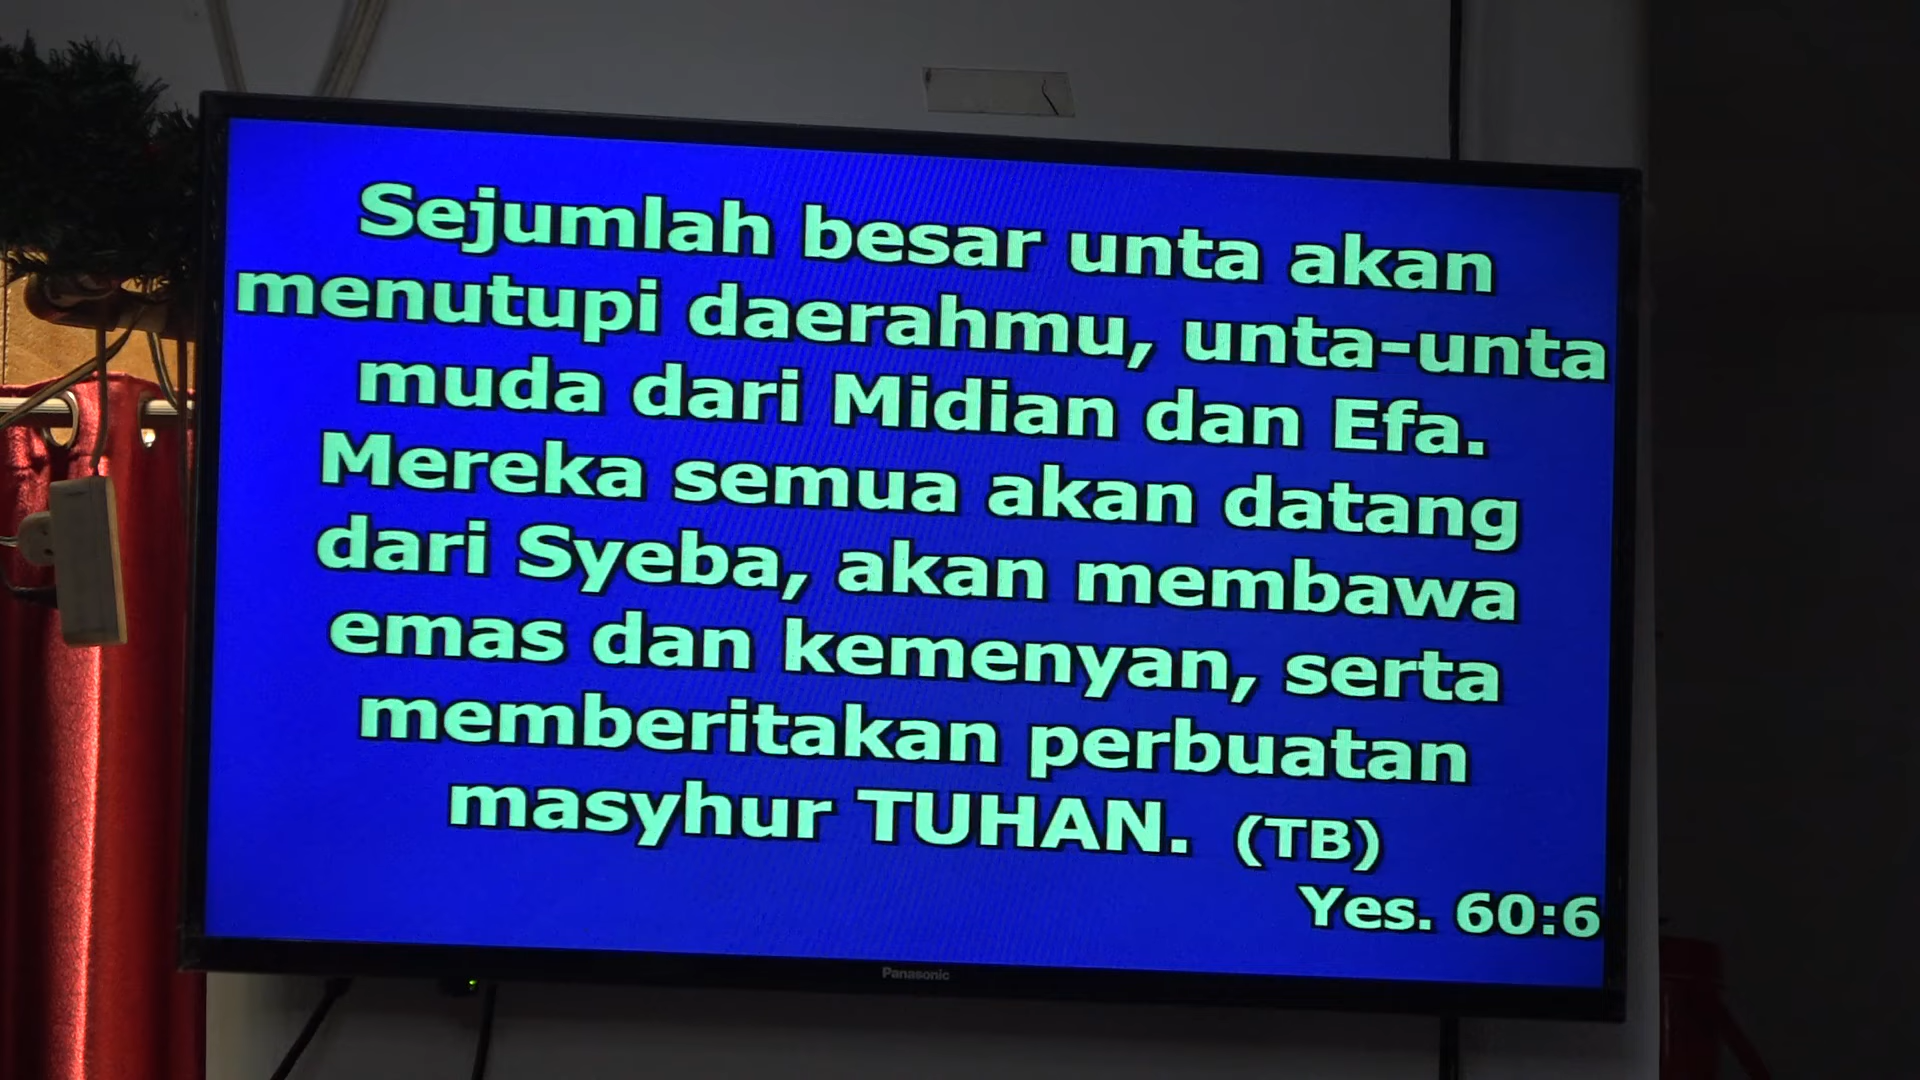 Sejumlah besar unta akan
menutupi daerahmu, unta-unta
muda dari Midian dan Efa.
Mereka semua akan datang
dari Syeba, akan membawa
emas dan kemenyan, serta
memberitakan perbuatan
masyhur TUHAN. (TB)
Yes. 60:6
Panasonic